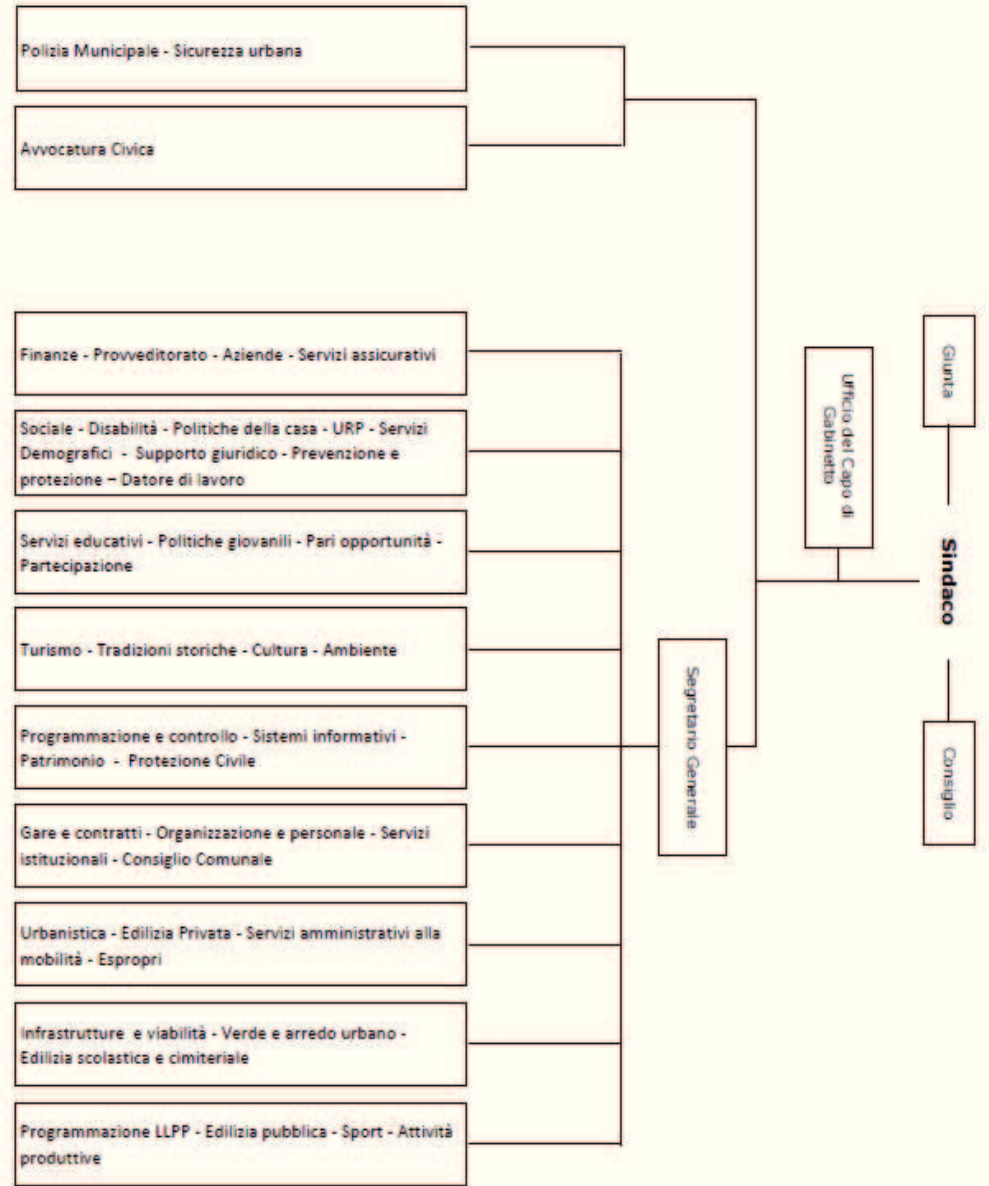 Polizia Municipale - Sicurezza urbana
Avvocatura Civica
Finanze - Provveditorato - Aziende - Servizi assicurativi
Sociale - Disabilità - Politiche della casa - URP - Servizi
Demografici - Supporto giuridico - Prevenzione e
protezione – Datore di lavoro
Servizi educativi - Politiche giovanili - Pari opportunità -
Partecipazione
Turismo - Tradizioni storiche - Cultura - Ambiente
Programmazione e controllo - Sistemi informativi -
Patrimonio - Protezione Civile
Gare e contratti - Organizzazione e personale - Servizi
istituzionali - Consiglio Comunale
Urbanistica - Edilizia Privata - Servizi amministrativi alla
mobilità - Espropri
Infrastrutture e viabilità - Verde e arredo urbano -
Edilizia scolastica e cimiteriale
Programmazione LLPP - Edilizia pubblica - Sport - Attività
produttive
Segretario Generale
Ufficio del Capo di
Gabinetto
Giunta
Sindaco
Consiglio